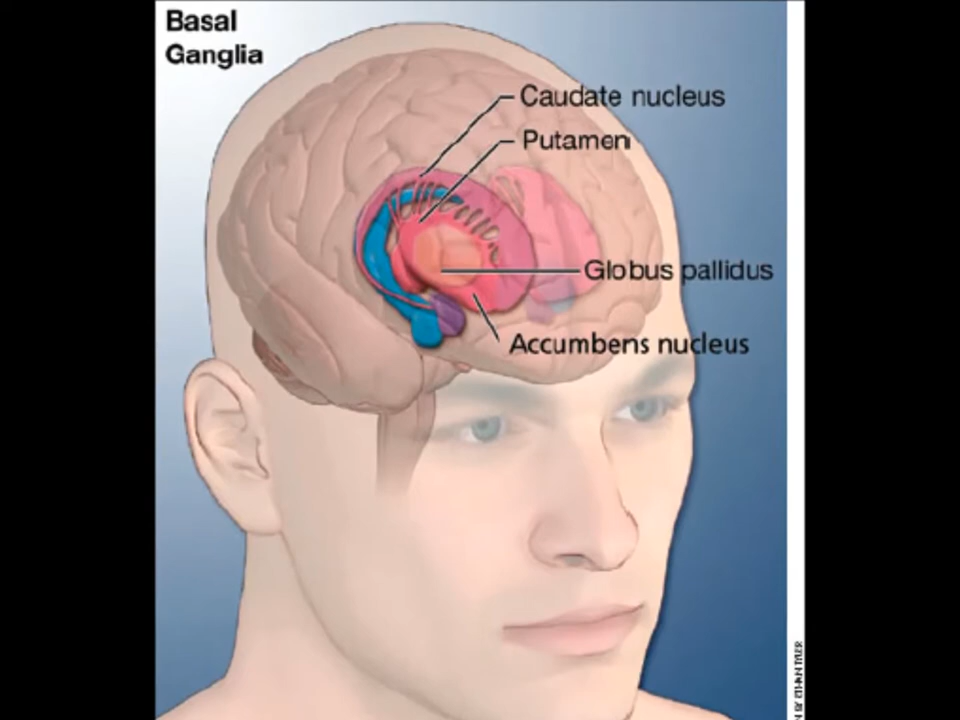 Basal
Ganglia
Caudate nucleus
Putamen
Globus pallidus
Accumbens nucleus